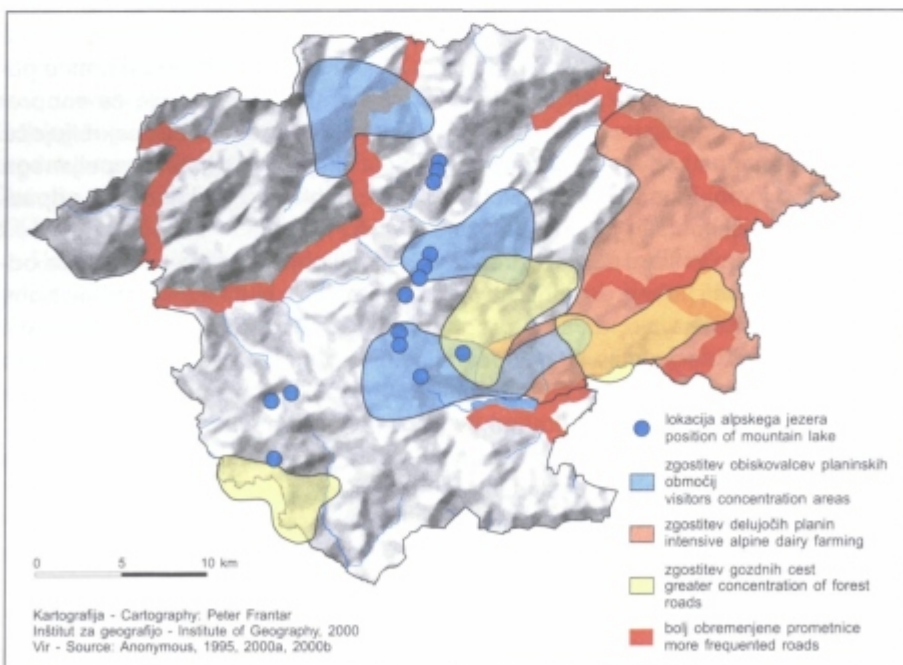 lokacija alpskega jezera
position of mountain lake
zgostitev obiskovalcev planinskih
območij
visitors concentration areas
zgostitev delujočih planin
intensive alpine dairy farming
zgostitev gozdnih cest
greater concentration of forest
roads
bolj obremenjene prometnice
more frequented roads
0 5 10 km
Kartografija - Cartography: Peter Frantar
Inštitut za geografijo - Institute of Geography, 2000
Vir - Source: Anonymous, 1995, 2000a, 2000b